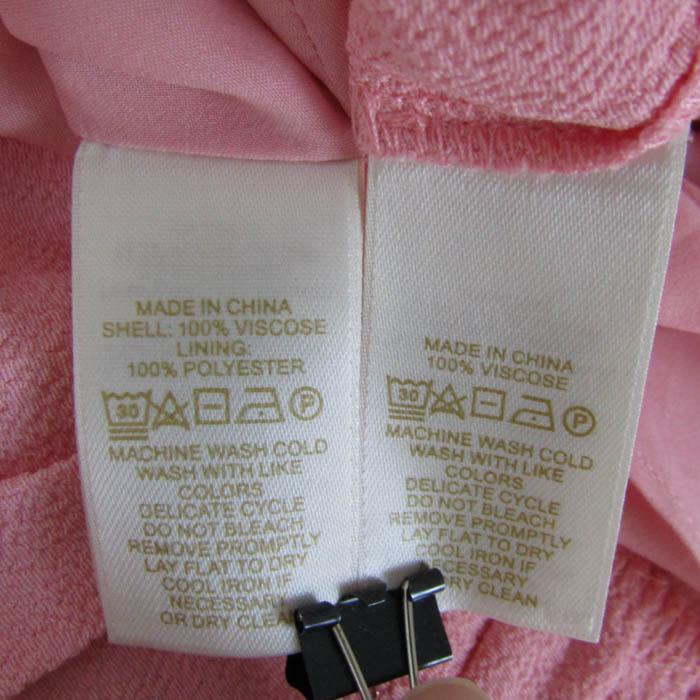 MADE IN CHINA
SHELL: 100% VISCOSE
LINING:
100% POLYESTER
30 P
MACHINE WASH COLD
WASH WITH LIKE
COLORS
DELICATE CYCLE
DO NOT BLEACH
REMOVE PROMPTLY
LAY FLAT TO DRY
COOL IRON IF
NECESSARY
OR DRY CLEAN
MADE IN CHINA
100% VISCOSE
30 P
MACHINE WASH COLD
WASH WITH LIKE
COLORS
DELICATE CYCLE
DO NOT BLEACH
REMOVE PROMPTLY
LAY FLAT TO DRY
COOL IRON IF
NECESSARY
DRY CLEAN